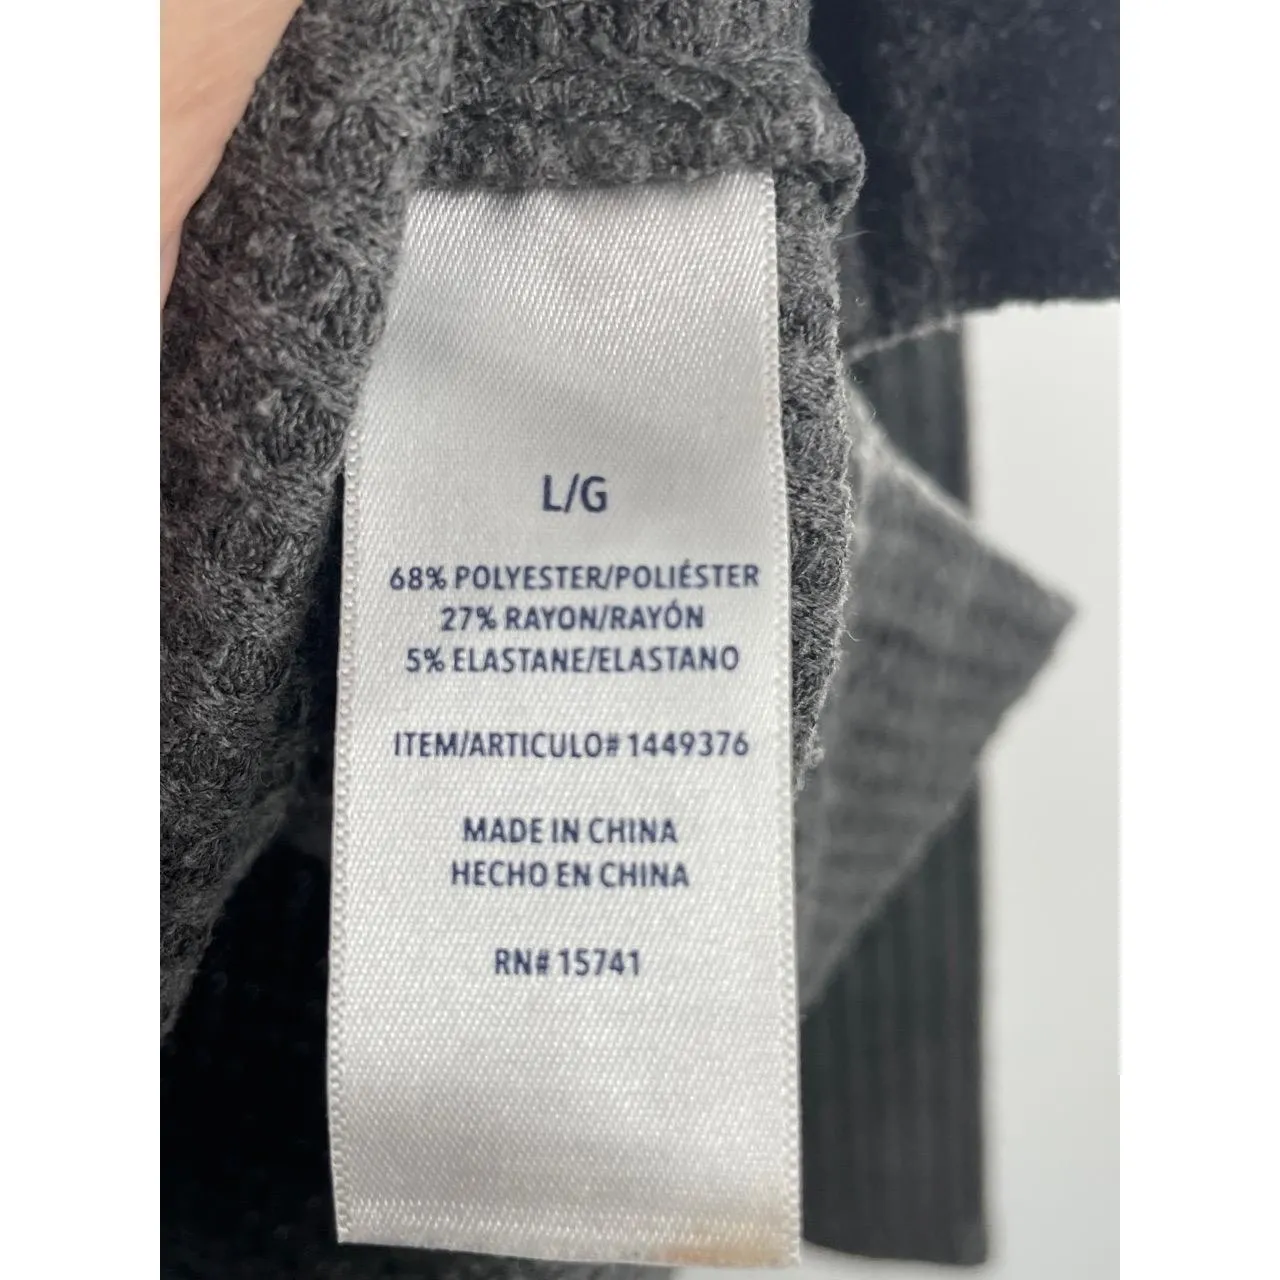 L/G
68% POLYESTER/POLIÉSTER
27% RAYON/RAYÓN
5% ELASTANE/ELASTANO
ITEM/ARTICULO# 1449376
MADE IN CHINA
HECHO EN CHINA
RN# 15741